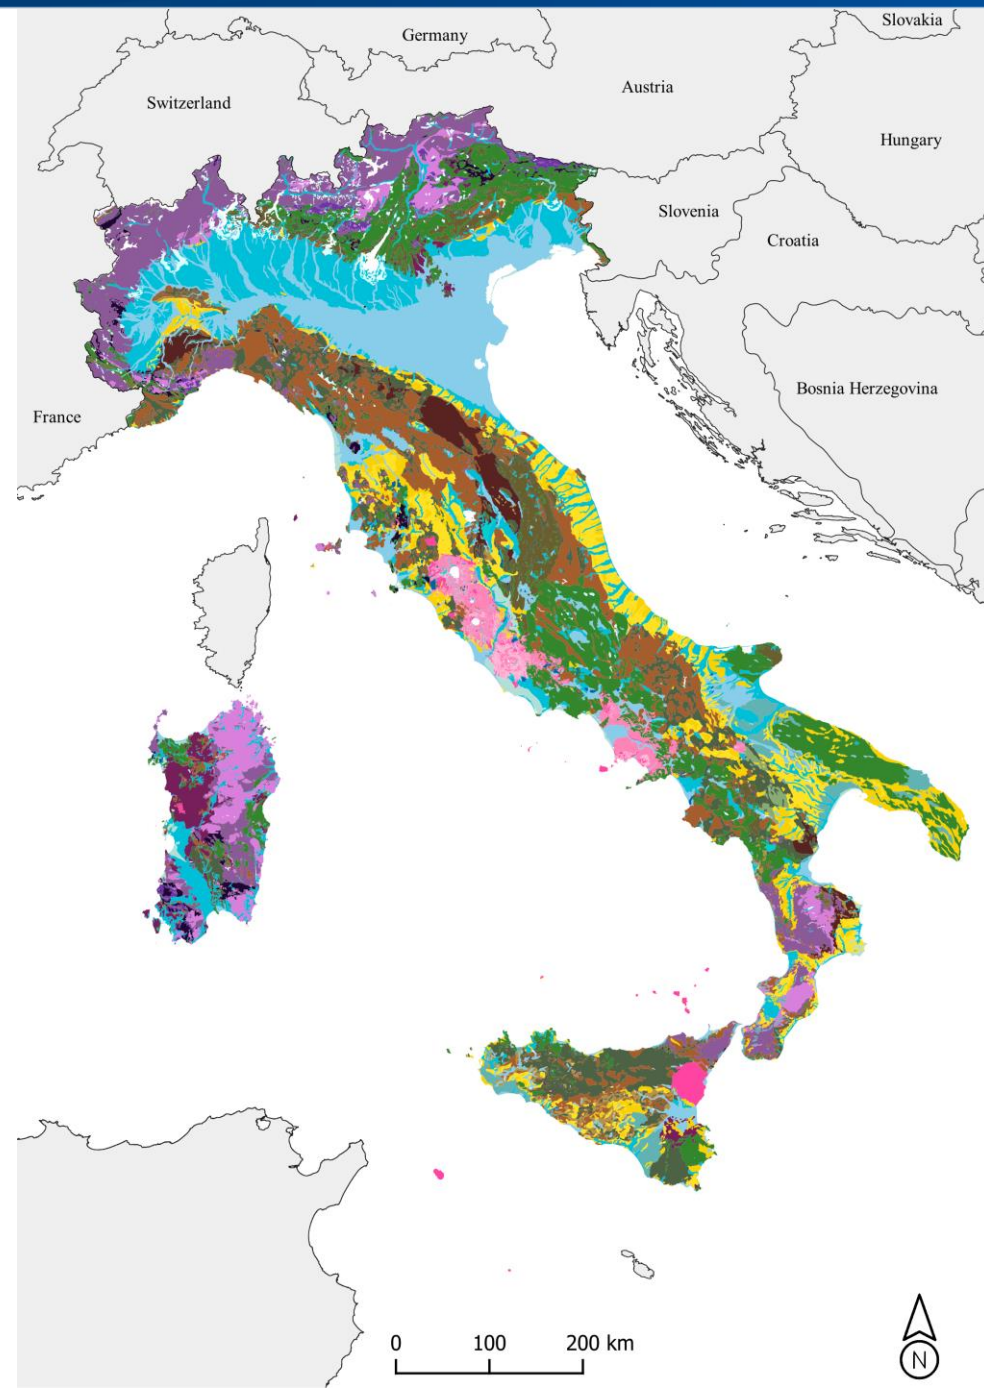 Slovakia
Germany
Austria
Switzerland
Hungary
Slovenia
Croatia
Bosnia Herzegovina
France
0 100 200 km
N